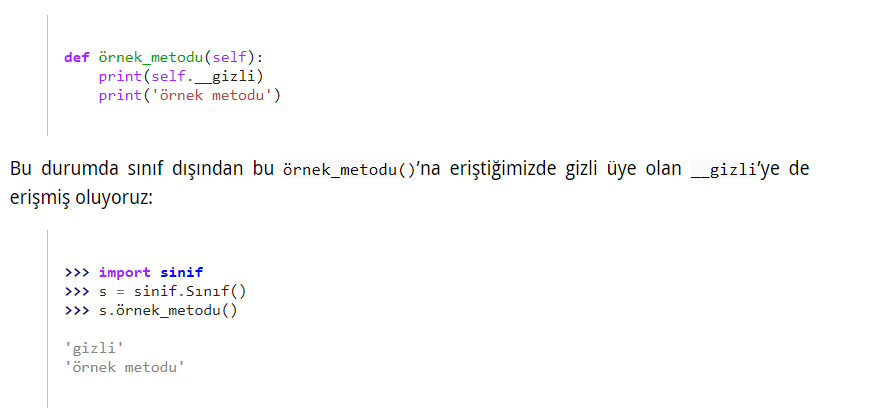 def örnek_metodu(self):
    print(self.__gizli)
    print('örnek metodu')
Bu durumda sınıf dışından bu örnek_metodu()’na eriştiğimizde gizli üye olan __gizli’ye de
erişmiş oluyoruz:
>>> import sinif
>>> s = sinif.Sınıf()
>>> s.örnek_metodu()
'gizli'
'örnek metodu'